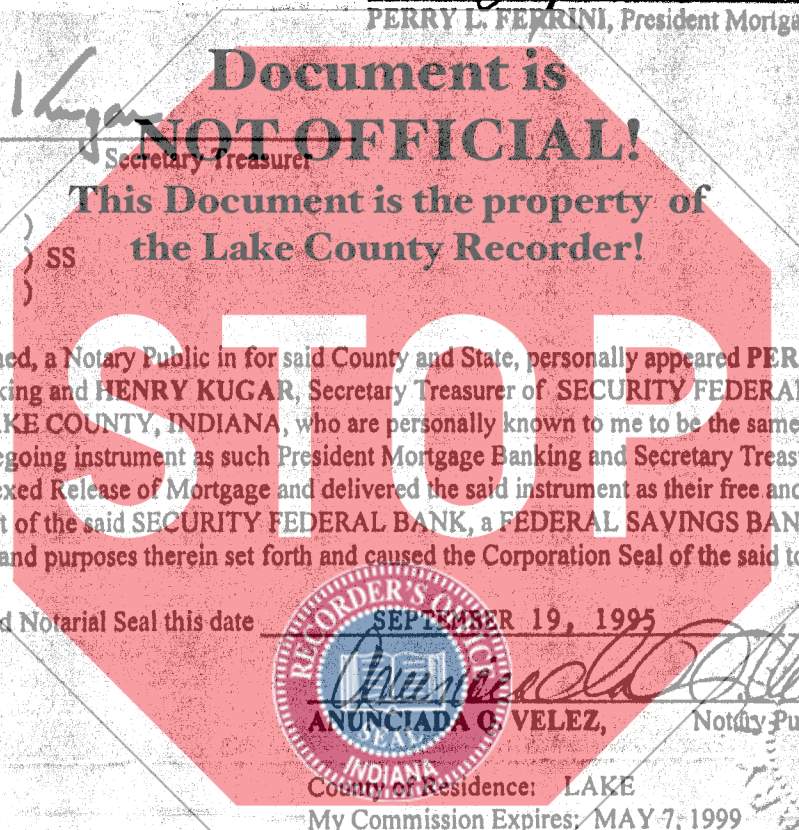 PERRY L. FERRINI, President Mortga
Document is
NOT OFFICIAL!
Secretary Treasurer
This Document is the property of
the Lake County Recorder!
)
) SS
)
STOP
ned, a Notary Public in for said County and State, personally appeared PER
king and HENRY KUGAR, Secretary Treasurer of SECURITY FEDERAL
KE COUNTY, INDIANA, who are personally known to me to be the same
egoing instrument as such President Mortgage Banking and Secretary Treas
exed Release of Mortgage and delivered the said instrument as their free and
t of the said SECURITY FEDERAL BANK, a FEDERAL SAVINGS BAN
and purposes therein set forth and caused the Corporation Seal of the said to
d Notarial Seal this date SEPTEMBER 19, 1995
RECORDER'S OFFICE
SEAL
INDIANA
ANUNCIADA Q. VELEZ, Notary Pu
County of Residence: LAKE
My Commission Expires: MAY 7, 1999